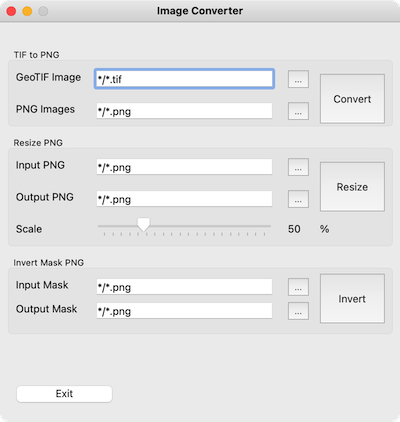 Image Converter
TIF to PNG
GeoTIF Image */*.tif ...
PNG Images */*.png ...
Convert
Resize PNG
Input PNG */*.png ...
Output PNG */*.png ...
Resize
Scale 50 %
Invert Mask PNG
Input Mask */*.png ...
Output Mask */*.png ...
Invert
Exit